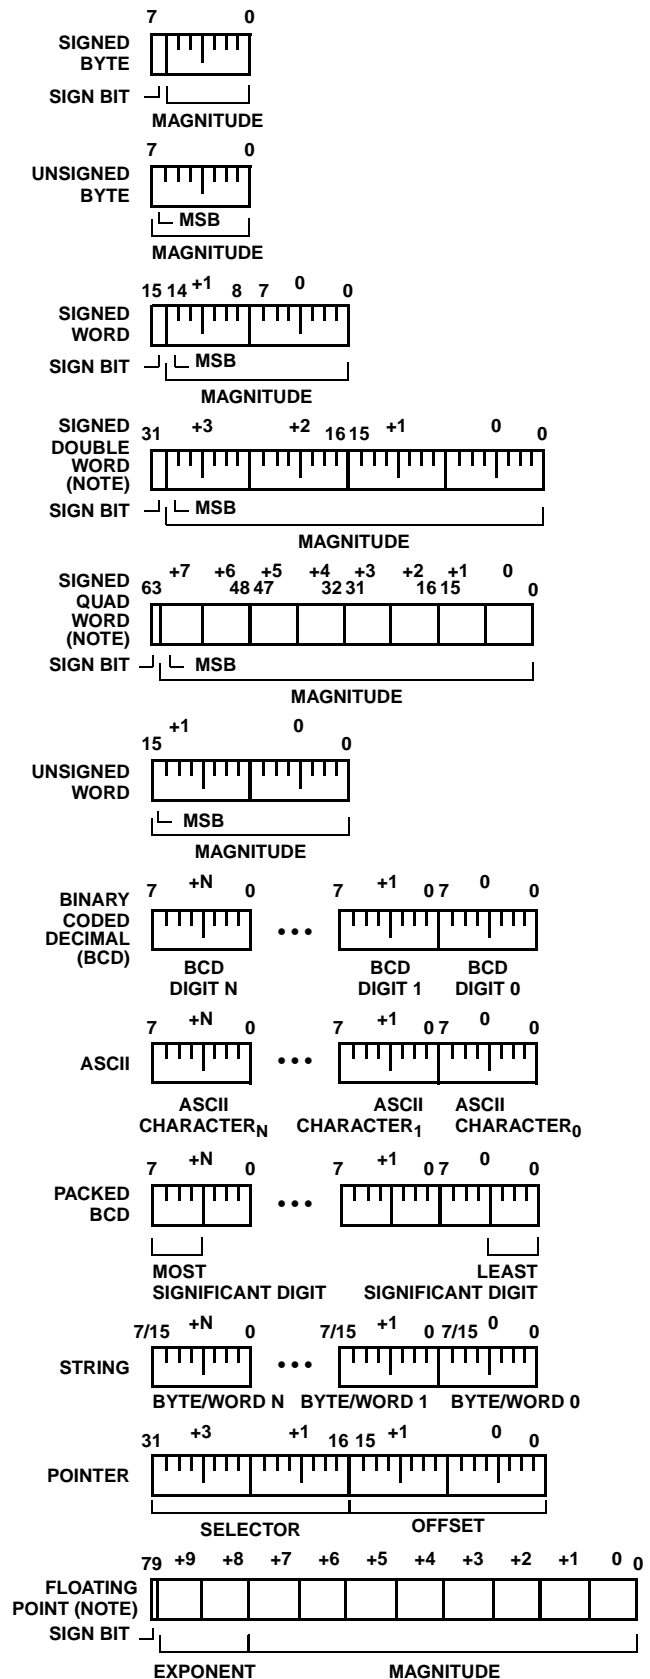 7 0
SIGNED
BYTE
SIGN BIT
MAGNITUDE
7 0
UNSIGNED
BYTE
MSB
MAGNITUDE
15 14 +1 8 7 0 0
SIGNED
WORD
SIGN BIT MSB
MAGNITUDE
SIGNED
DOUBLE
WORD
(NOTE)
31 +3 +2 16 15 +1 0 0
SIGN BIT MSB
MAGNITUDE
SIGNED
QUAD
WORD
(NOTE)
+7 +6 +5 +4 +3 +2 +1 0
63 48 47 32 31 16 15 0
SIGN BIT MSB
MAGNITUDE
+1 0
15 0
UNSIGNED
WORD
MSB
MAGNITUDE
7 +N 0 7 +1 0 7 0 0
BINARY
CODED
DECIMAL
(BCD)
•••
BCD
DIGIT N
BCD
DIGIT 1
BCD
DIGIT 0
7 +N 0 7 +1 0 7 0 0
ASCII •••
ASCII
CHARACTERN
ASCII
CHARACTER1
ASCII
CHARACTER0
7 +N 0 7 +1 0 7 0 0
PACKED
BCD
•••
MOST
SIGNIFICANT DIGIT
LEAST
SIGNIFICANT DIGIT
7/15 +N 0 7/15 +1 0 7/15 0 0
STRING •••
BYTE/WORD N BYTE/WORD 1 BYTE/WORD 0
31 +3 +1 16 15 +1 0 0
POINTER
SELECTOR OFFSET
79 +9 +8 +7 +6 +5 +4 +3 +2 +1 0 0
FLOATING
POINT (NOTE)
SIGN BIT
EXPONENT MAGNITUDE